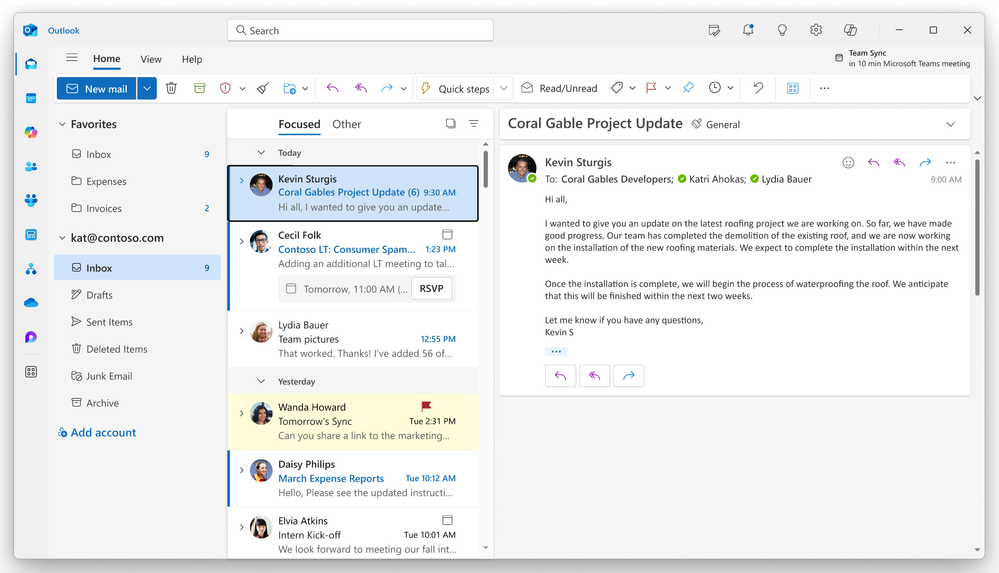 Outlook
Search
Home View Help
Team Sync
in 10 min Microsoft Teams meeting
New mail
Quick steps
Read/Unread
Favorites
Inbox 9
Expenses
Invoices 2
kat@contoso.com
Inbox 9
Drafts
Sent Items
Deleted Items
Junk Email
Archive
Add account
Focused Other
Today
Kevin Sturgis
Coral Gables Project Update (6) 9:30 AM
Hi all, I wanted to give you an update...
Cecil Folk
Contoso LT: Consumer Spam... 1:23 PM
Adding an additional LT meeting to tal...
Tomorrow, 11:00 AM (... RSVP
Lydia Bauer
Team pictures 12:55 PM
That worked. Thanks! I've added 56 of...
Yesterday
Wanda Howard
Tomorrow's Sync Tue 2:31 PM
Can you share a link to the marketing...
Daisy Philips
March Expense Reports Tue 10:12 AM
Hello, Please see the updated instructi...
Elvia Atkins
Intern Kick-off Tue 10:01 AM
We look forward to meeting our fall int...
Coral Gable Project Update General
Kevin Sturgis
To: Coral Gables Developers; Katri Ahokas; Lydia Bauer 9:00 AM
Hi all,
I wanted to give you an update on the latest roofing project we are working on. So far, we have made
good progress. Our team has completed the demolition of the existing roof, and we are now working
on the installation of the new roofing materials. We expect to complete the installation within the next
week.
Once the installation is complete, we will begin the process of waterproofing the roof. We anticipate
that this will be finished within the next two weeks.
Let me know if you have any questions,
Kevin S